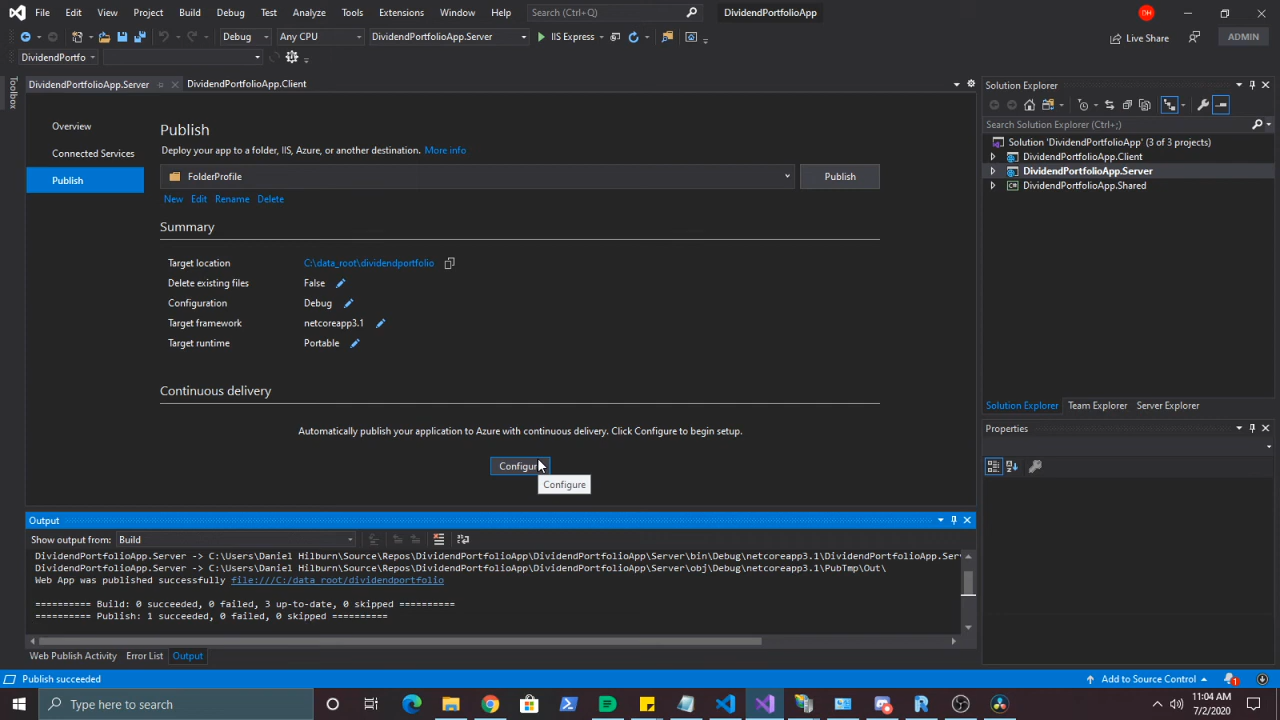 File Edit View Project Build Debug Test Analyze Tools Extensions Window Help Search (Ctrl+Q) DividendPortfolioApp DH
Debug Any CPU DividendPortfolioApp.Server IIS Express Live Share ADMIN
DividendPortfo
Toolbox
DividendPortfolioApp.Server DividendPortfolioApp.Client
Overview
Connected Services
Publish
Publish
Deploy your app to a folder, IIS, Azure, or another destination. More info
FolderProfile Publish
New Edit Rename Delete
Summary
Target location C:\data_root\dividendportfolio
Delete existing files False
Configuration Debug
Target framework netcoreapp3.1
Target runtime Portable
Continuous delivery
Automatically publish your application to Azure with continuous delivery. Click Configure to begin setup.
Configur
Configure
Solution Explorer
Search Solution Explorer (Ctrl+;)
Solution 'DividendPortfolioApp' (3 of 3 projects)
DividendPortfolioApp.Client
DividendPortfolioApp.Server
DividendPortfolioApp.Shared
Solution Explorer Team Explorer Server Explorer
Properties
Output
Show output from: Build
DividendPortfolioApp.Server -> C:\Users\Daniel Hilburn\Source\Repos\DividendPortfolioApp\DividendPortfolioApp\Server\bin\Debug\netcoreapp3.1\DividendPortfolioApp.Ser
DividendPortfolioApp.Server -> C:\Users\Daniel Hilburn\Source\Repos\DividendPortfolioApp\DividendPortfolioApp\Server\obj\Debug\netcoreapp3.1\PubTmp\Out\
Web App was published successfully file:///C:/data_root/dividendportfolio
========== Build: 0 succeeded, 0 failed, 3 up-to-date, 0 skipped ==========
========== Publish: 1 succeeded, 0 failed, 0 skipped ==========
Web Publish Activity Error List Output
Publish succeeded Add to Source Control 1
Type here to search 11:04 AM
7/2/2020